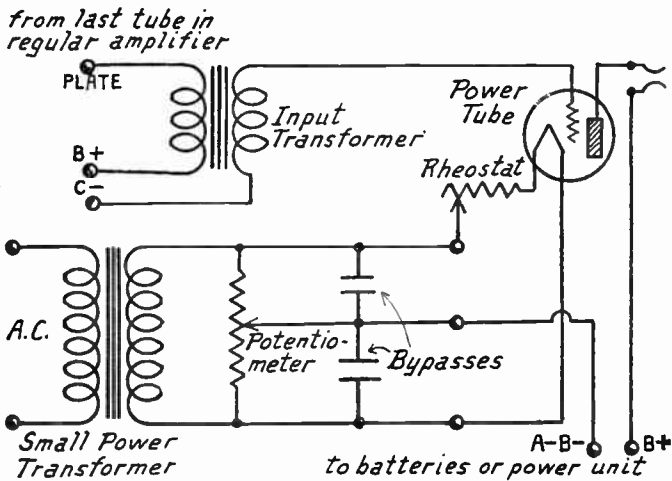 from last tube in
regular amplifier
PLATE
Input
Transformer
Power
Tube
B+
C-
Rheostat
A.C.
Potentio-
meter
Bypasses
Small Power
Transformer
A-B-
B+
to batteries or power unit